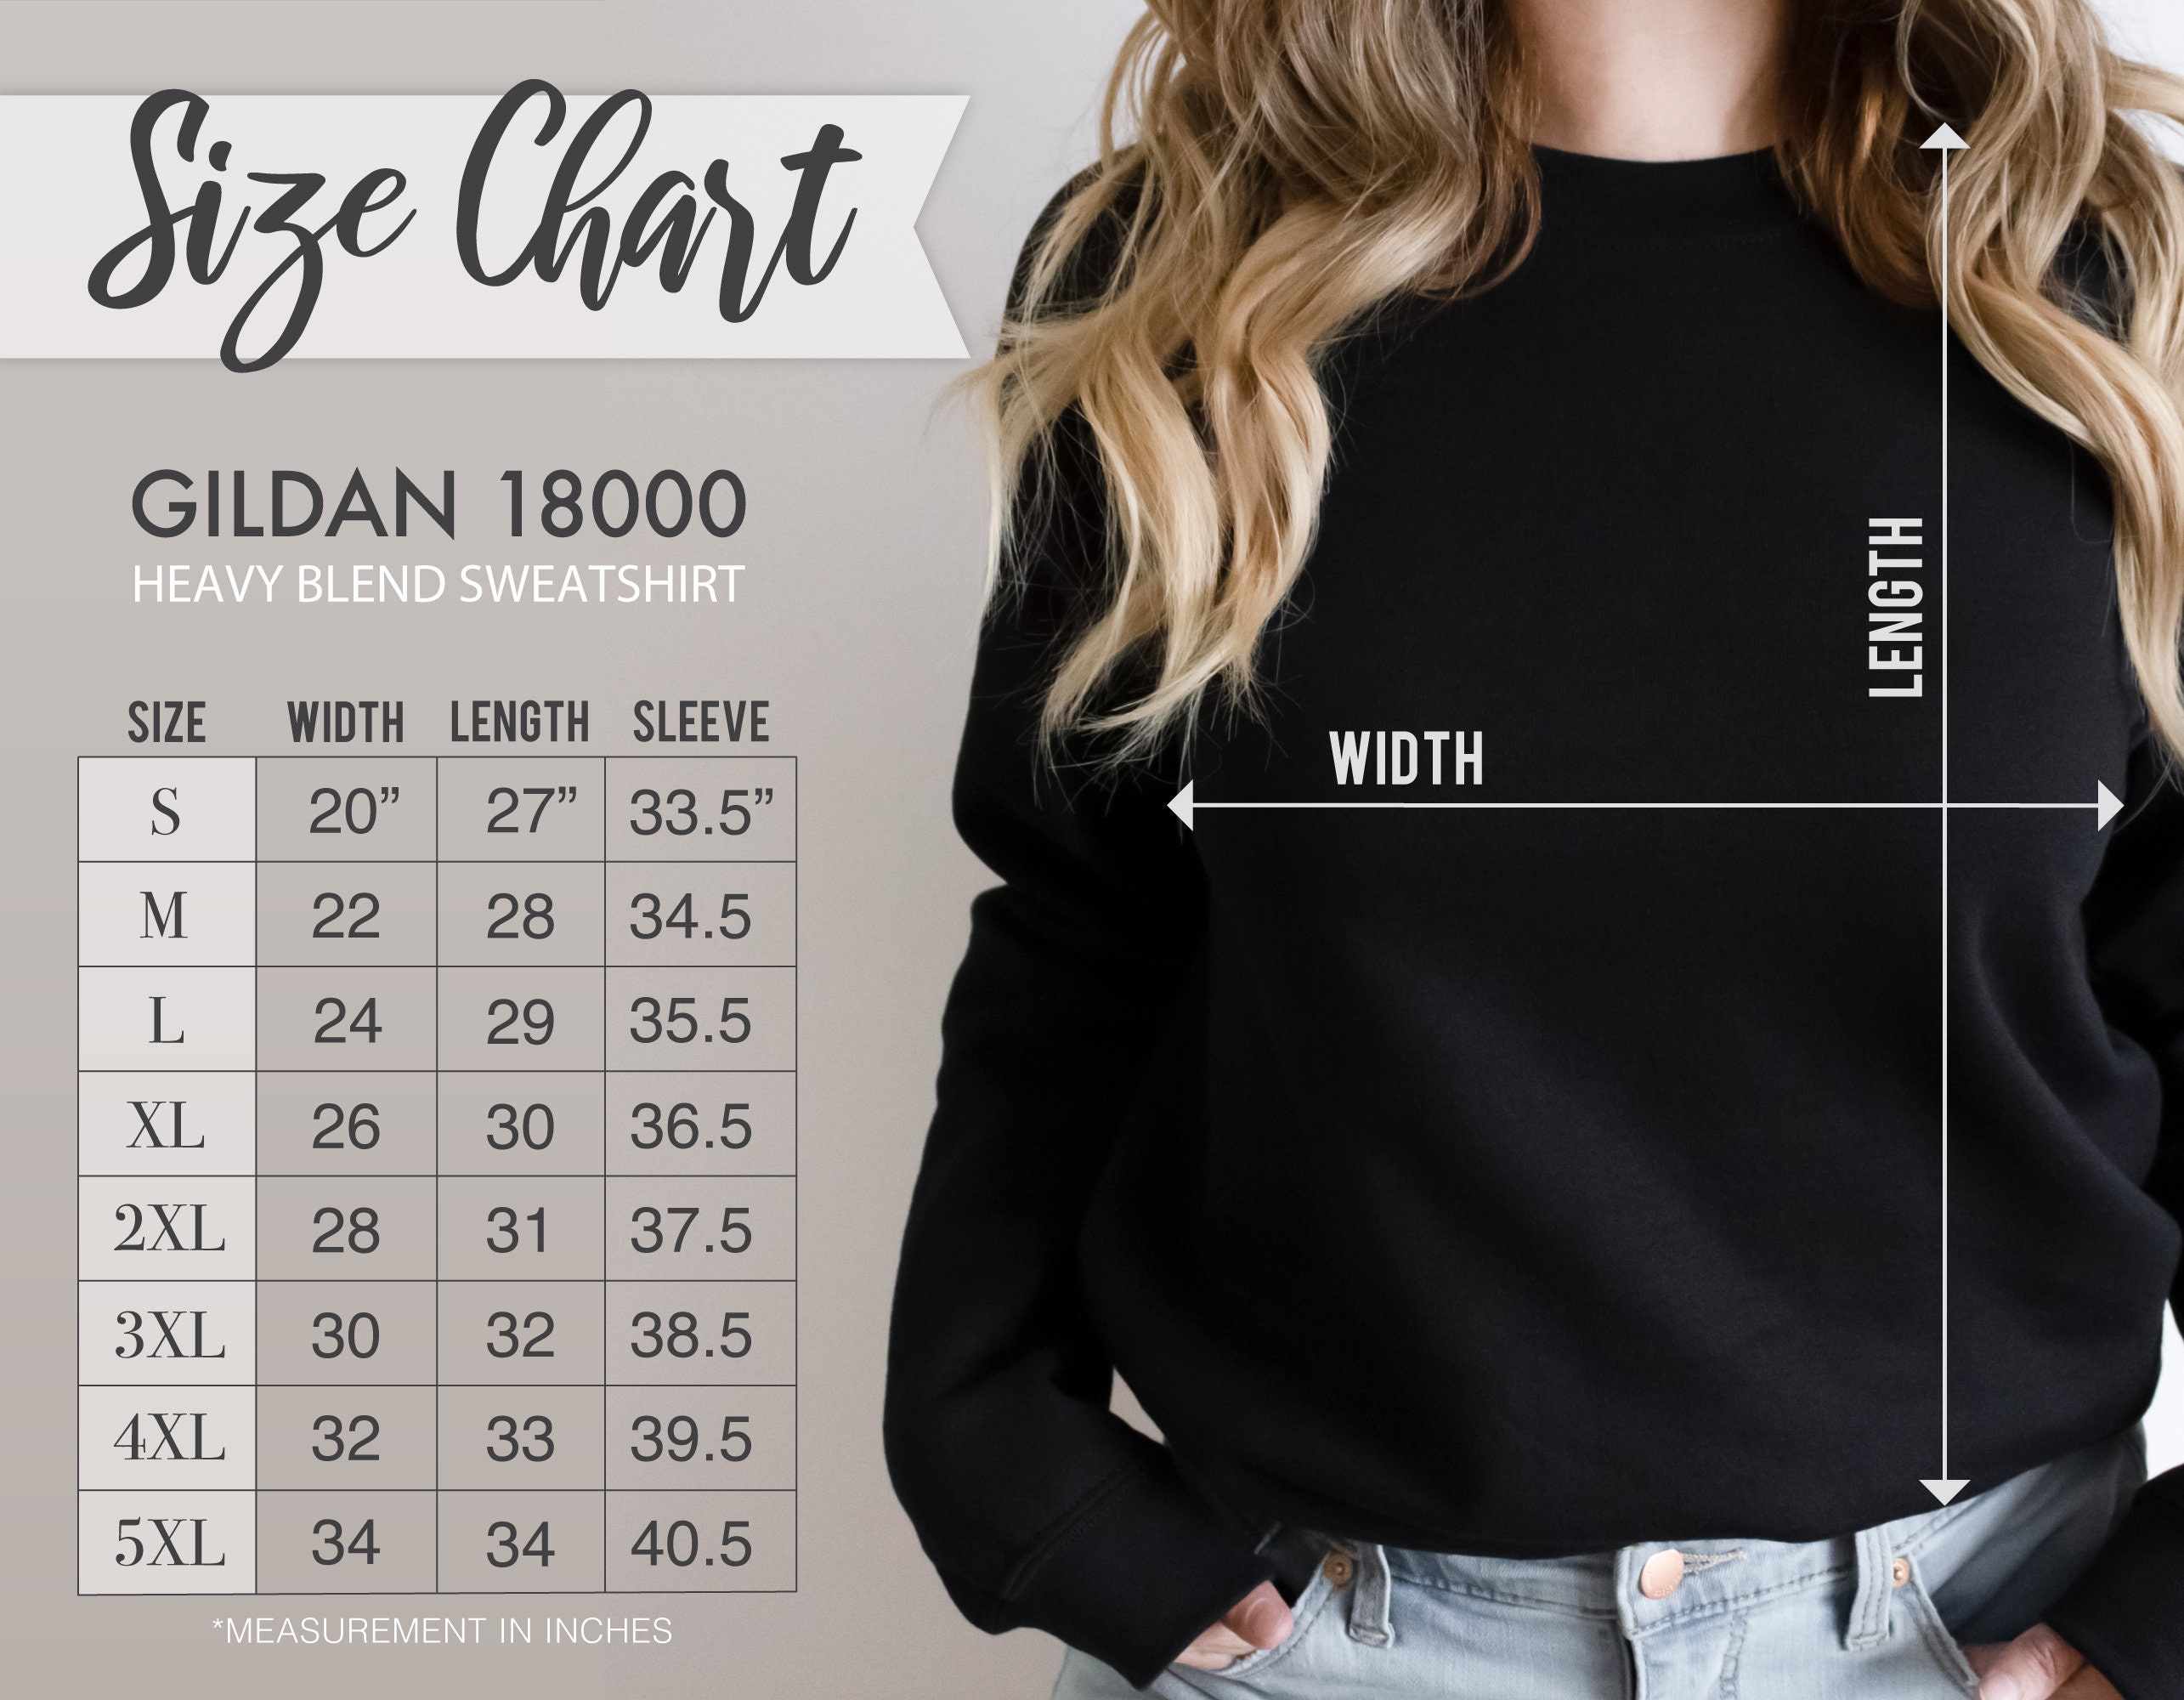 Size Chart
GILDAN 18000
HEAVY BLEND SWEATSHIRT
SIZE WIDTH LENGTH SLEEVE
S 20” 27” 33.5”
M 22 28 34.5
L 24 29 35.5
XL 26 30 36.5
2XL 28 31 37.5
3XL 30 32 38.5
4XL 32 33 39.5
5XL 34 34 40.5
*MEASUREMENT IN INCHES
WIDTH
LENGTH